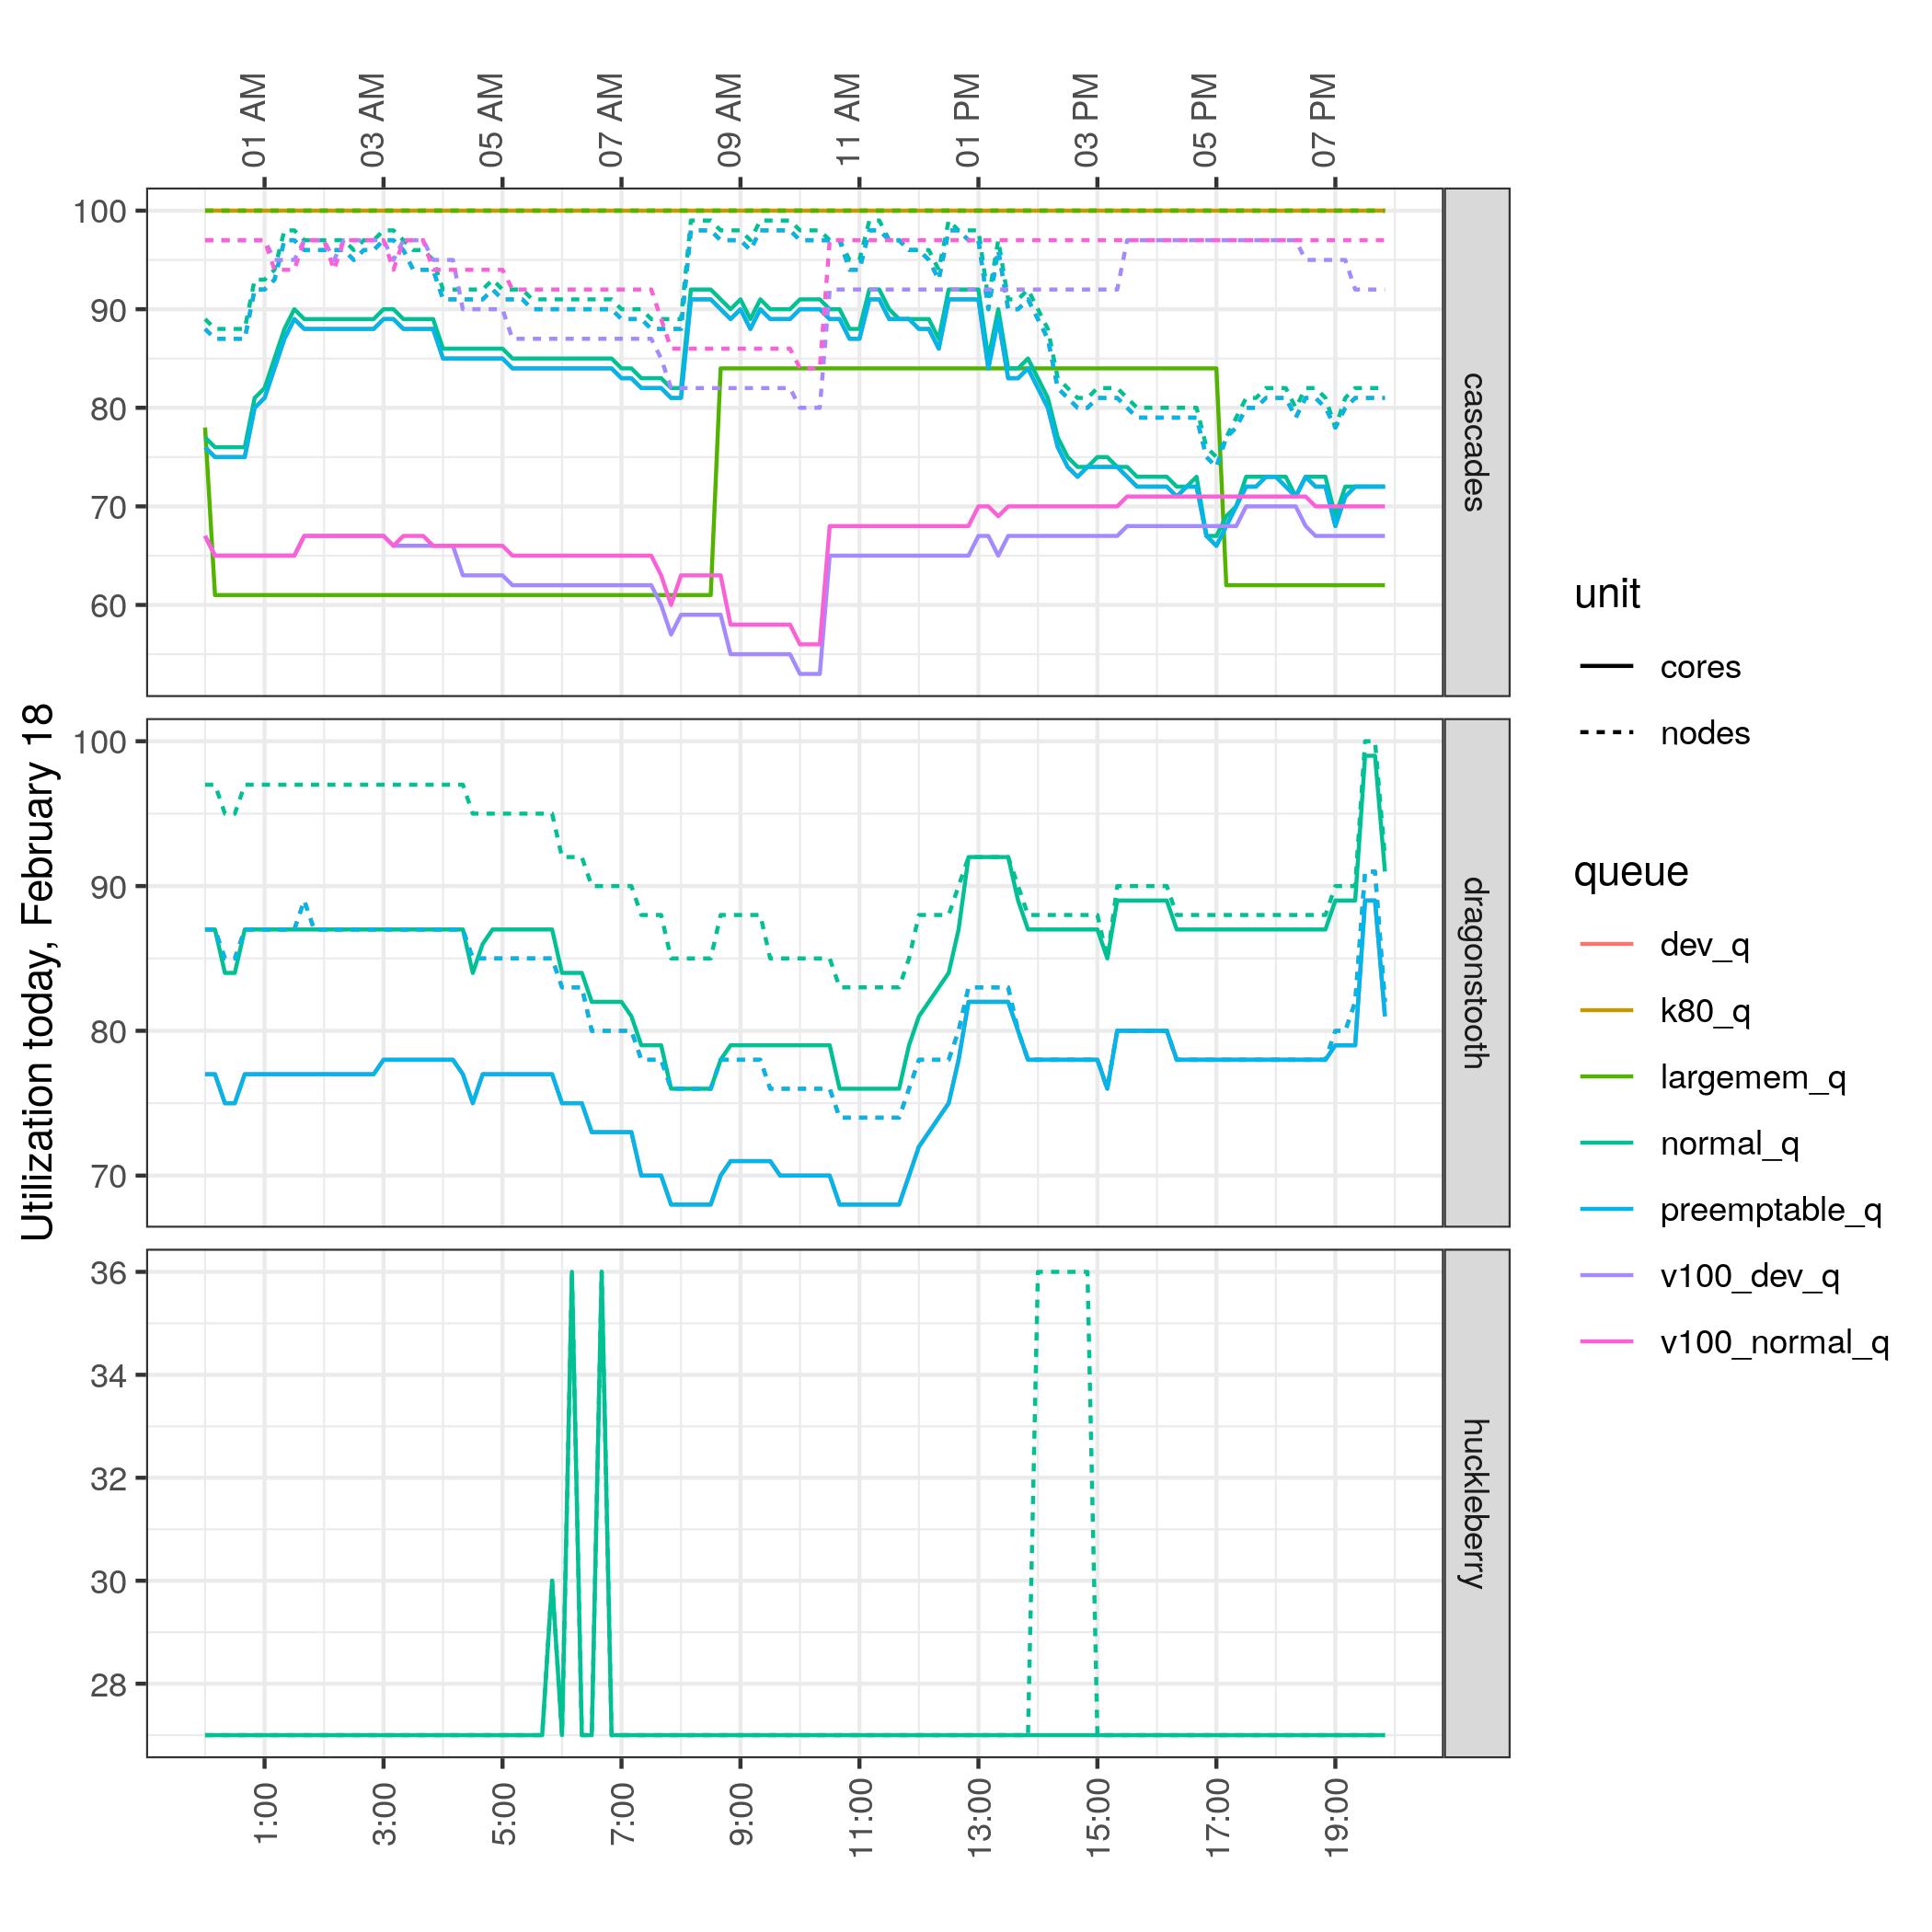 01 AM
03 AM
05 AM
07 AM
09 AM
11 AM
01 PM
03 PM
05 PM
07 PM
Utilization today, February 18
100
90
80
70
60
cascades
100
90
80
70
dragonstooth
36
34
32
30
28
huckleberry
1:00
3:00
5:00
7:00
9:00
11:00
13:00
15:00
17:00
19:00
unit
cores
nodes
queue
dev_q
k80_q
largemem_q
normal_q
preemptable_q
v100_dev_q
v100_normal_q